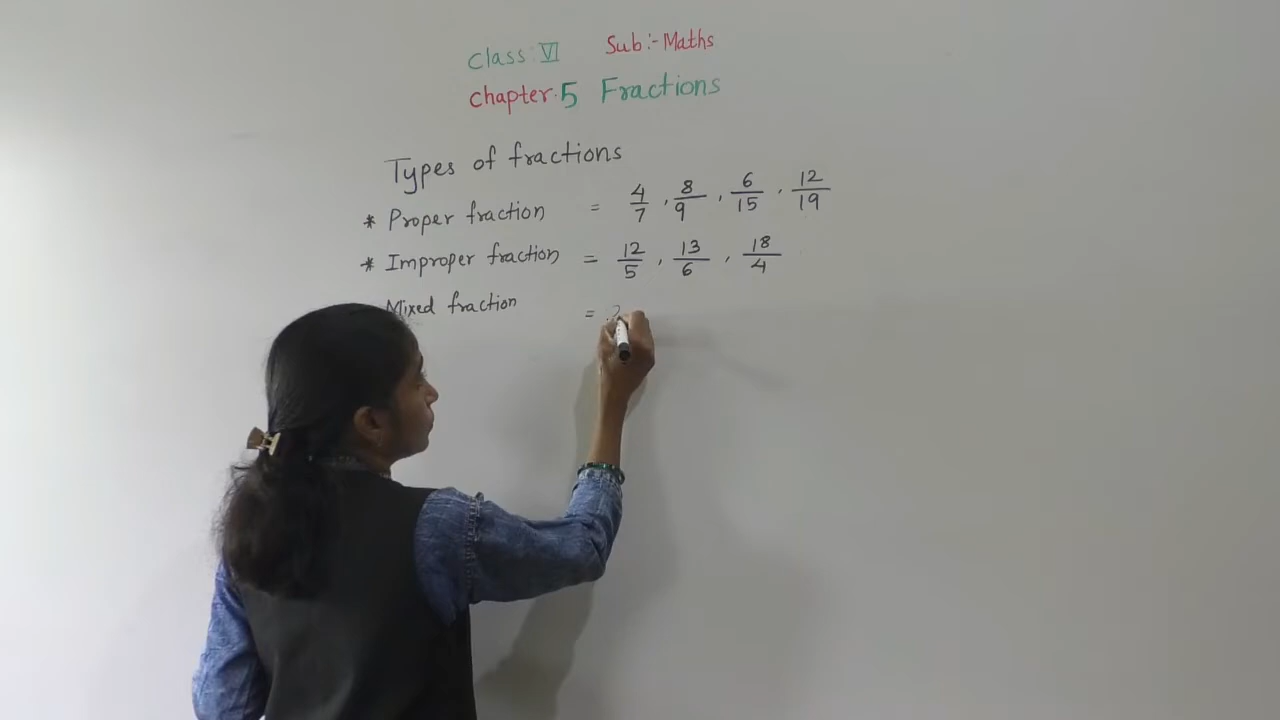 Class: VI Sub:- Maths
Chapter. 5 Fractions
Types of fractions
* Proper fraction = 4/7, 8/9, 6/15, 12/19
* Improper fraction = 12/5, 13/6, 18/4
Mixed fraction =